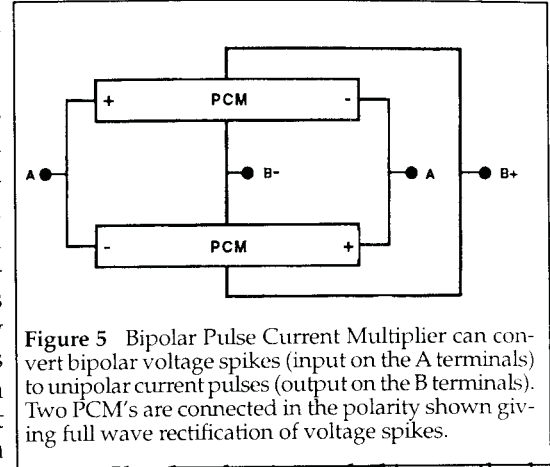 + PCM -
A B- A B+
- PCM +
Figure 5 Bipolar Pulse Current Multiplier can con-
vert bipolar voltage spikes (input on the A terminals)
to unipolar current pulses (output on the B terminals).
Two PCM's are connected in the polarity shown giv-
ing full wave rectification of voltage spikes.